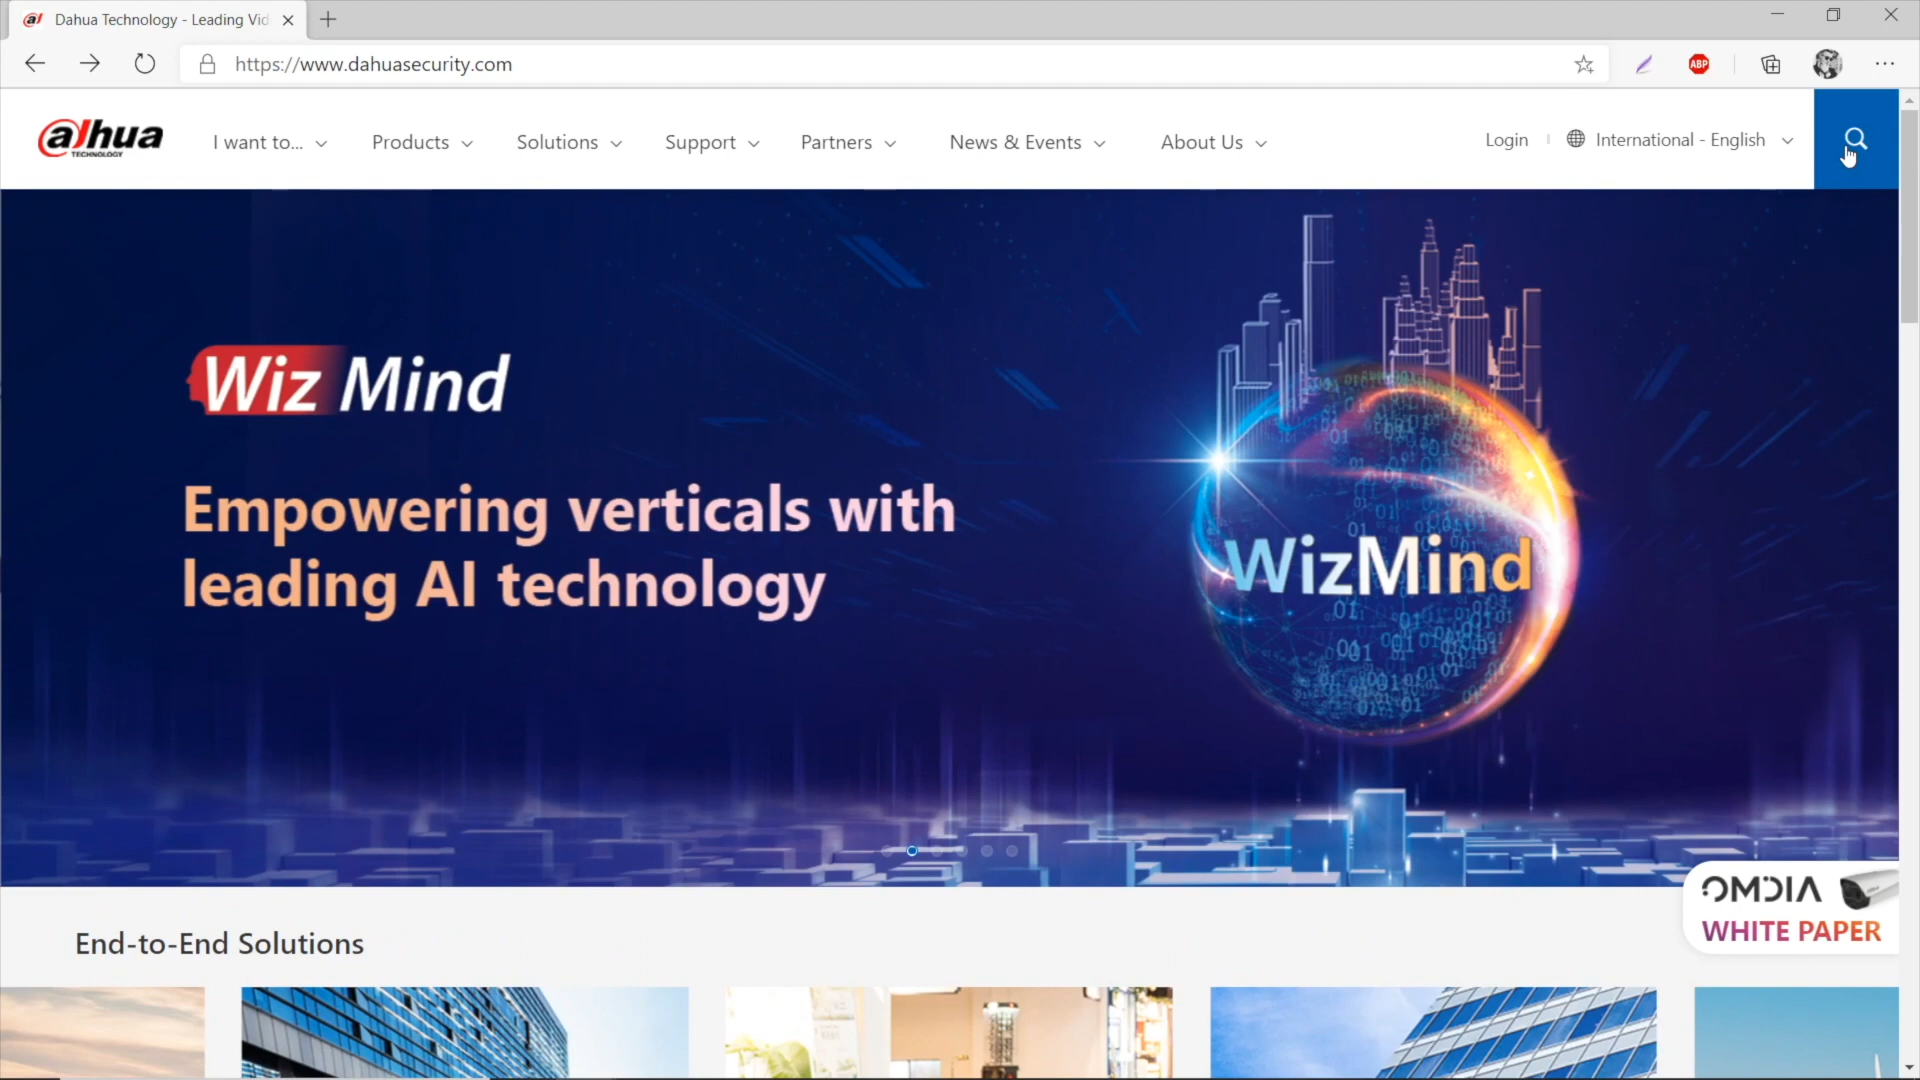 Dahua Technology - Leading Vid
https://www.dahuasecurity.com
ABP
alhua
TECHNOLOGY
I want to...
Products
Solutions
Support
Partners
News & Events
About Us
Login
International - English
Wiz Mind
Empowering verticals with
leading AI technology
WizMind
OMDIA
WHITE PAPER
End-to-End Solutions